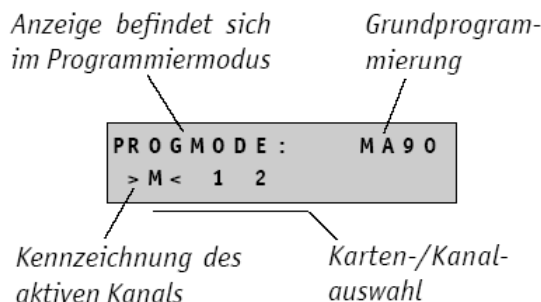 Anzeige befindet sich
im Programmiermodus
Grundprogram-
mierung
PROGMODE: MA90
>M< 1 2
Kennzeichnung des
aktiven Kanals
Karten-/Kanal-
auswahl